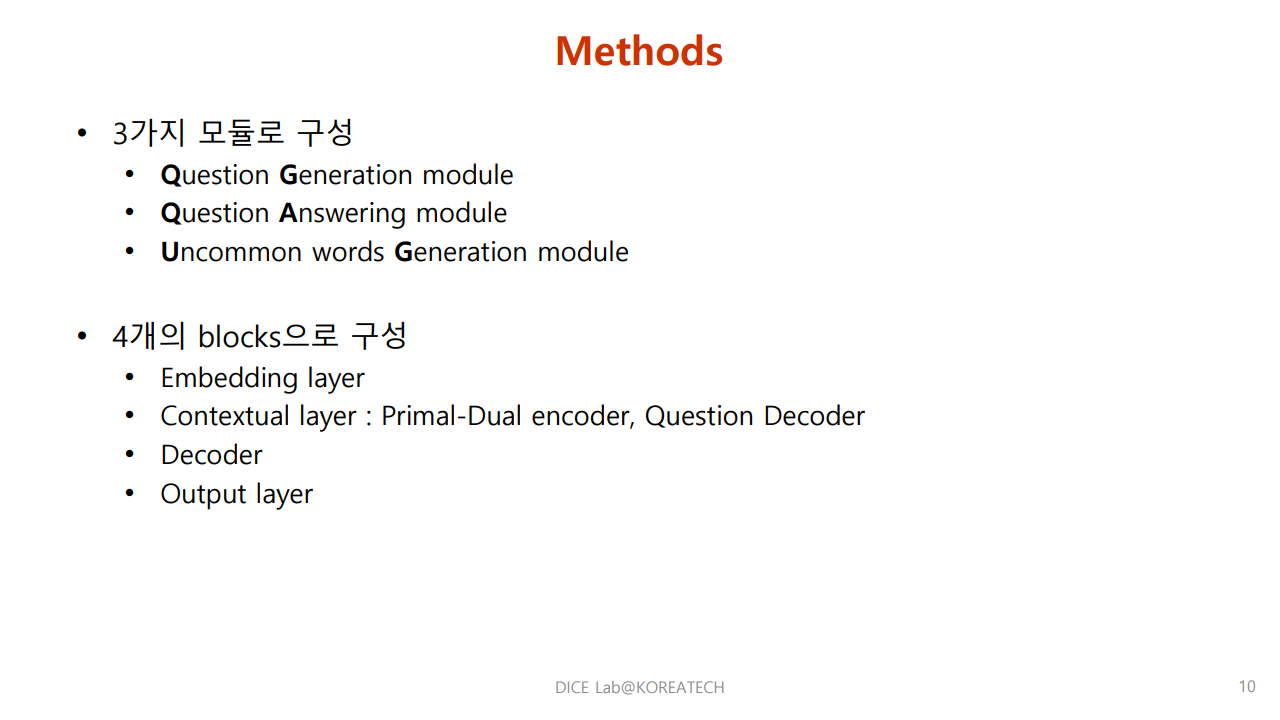 Methods
• 3가지 모듈로 구성
• Question Generation module
• Question Answering module
• Uncommon words Generation module
• 4개의 blocks으로 구성
• Embedding layer
• Contextual layer : Primal-Dual encoder, Question Decoder
• Decoder
• Output layer
DICE Lab@KOREATECH
10